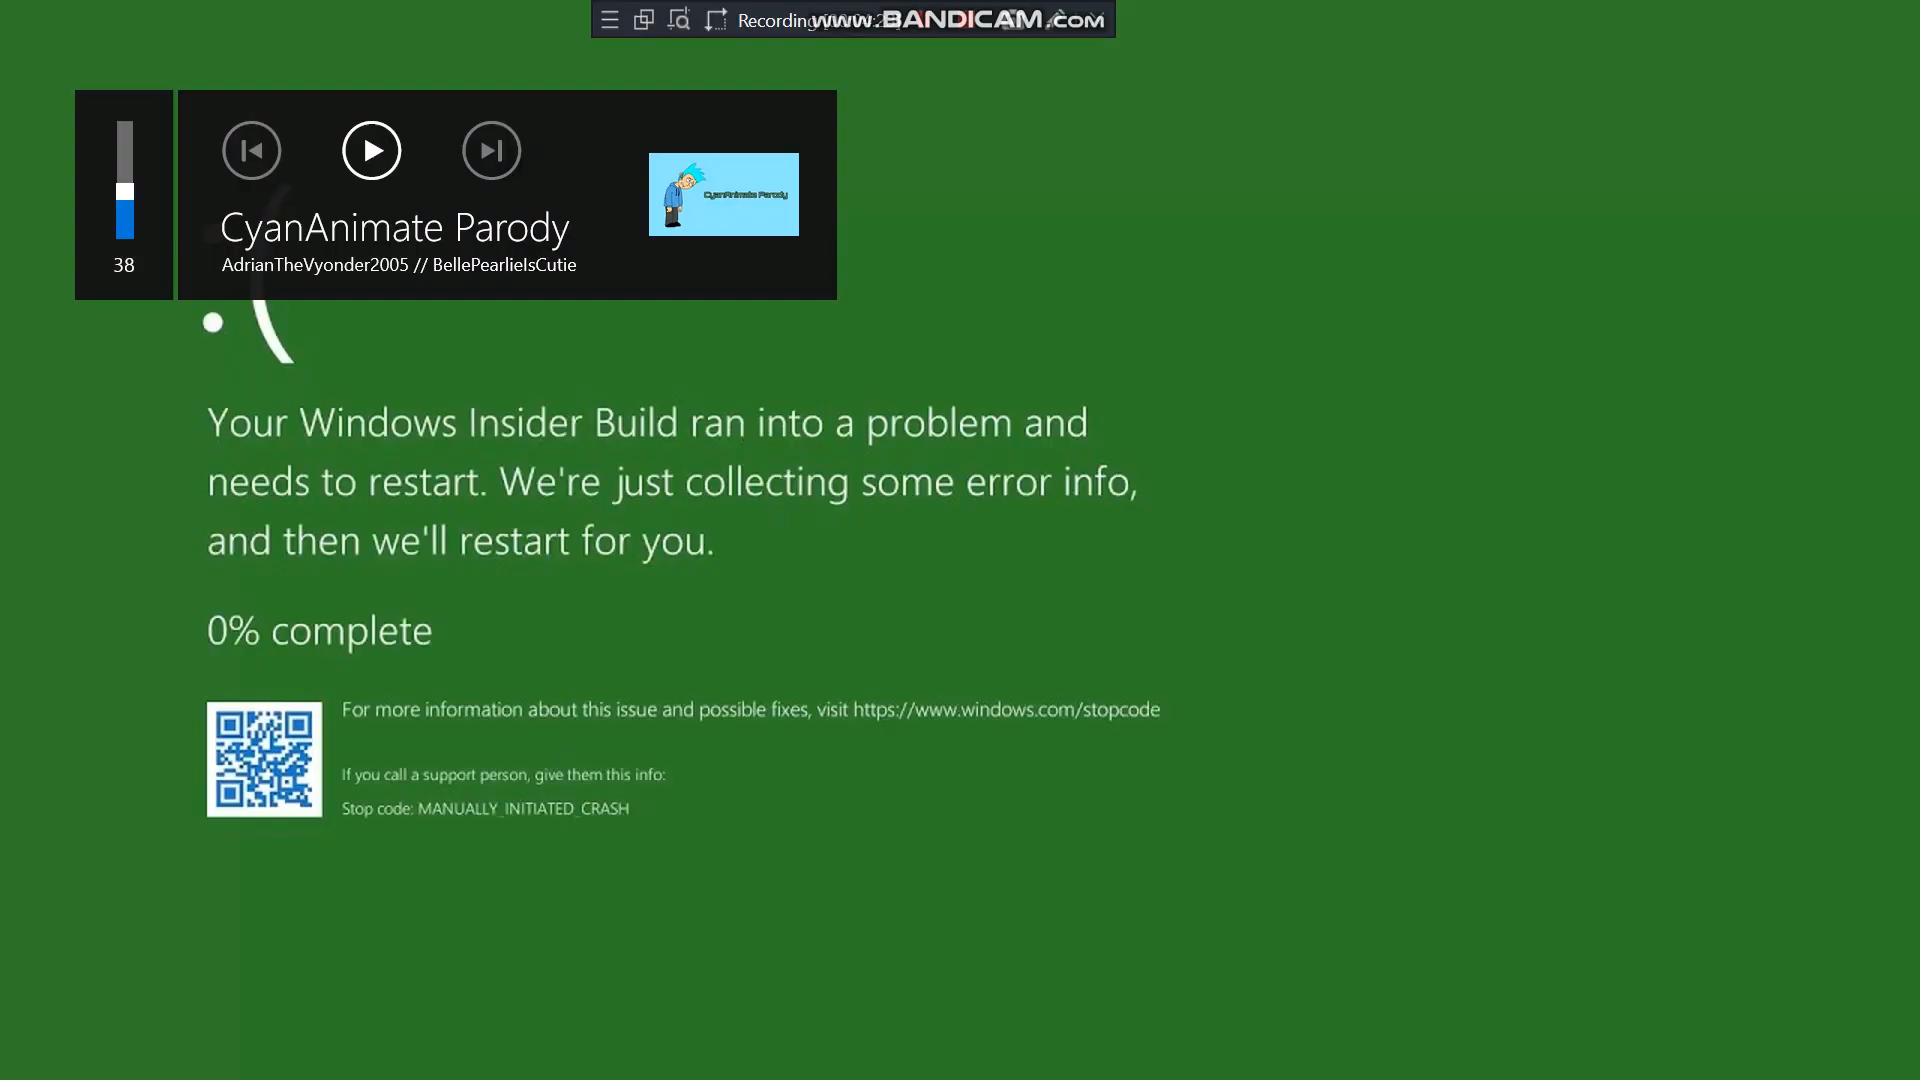 Recording
www.BANDICAM.com
CyanAnimate Parody
CyanAnimate Parody
AdrianTheVyonder2005 // BellePearlieIsCutie
38
:(
Your Windows Insider Build ran into a problem and
needs to restart. We're just collecting some error info,
and then we'll restart for you.
0% complete
For more information about this issue and possible fixes, visit https://www.windows.com/stopcode
If you call a support person, give them this info:
Stop code: MANUALLY_INITIATED_CRASH